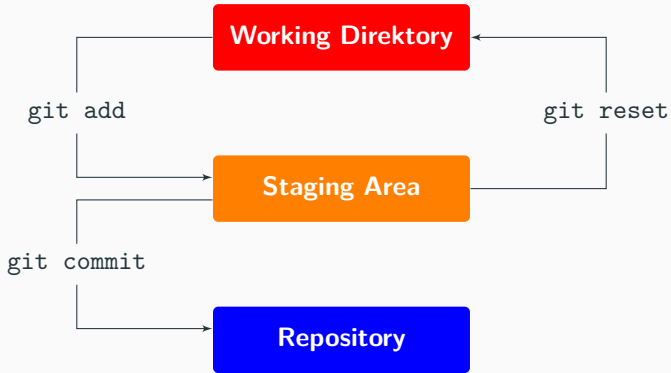 Working Direktory
git add
git reset
Staging Area
git commit
Repository